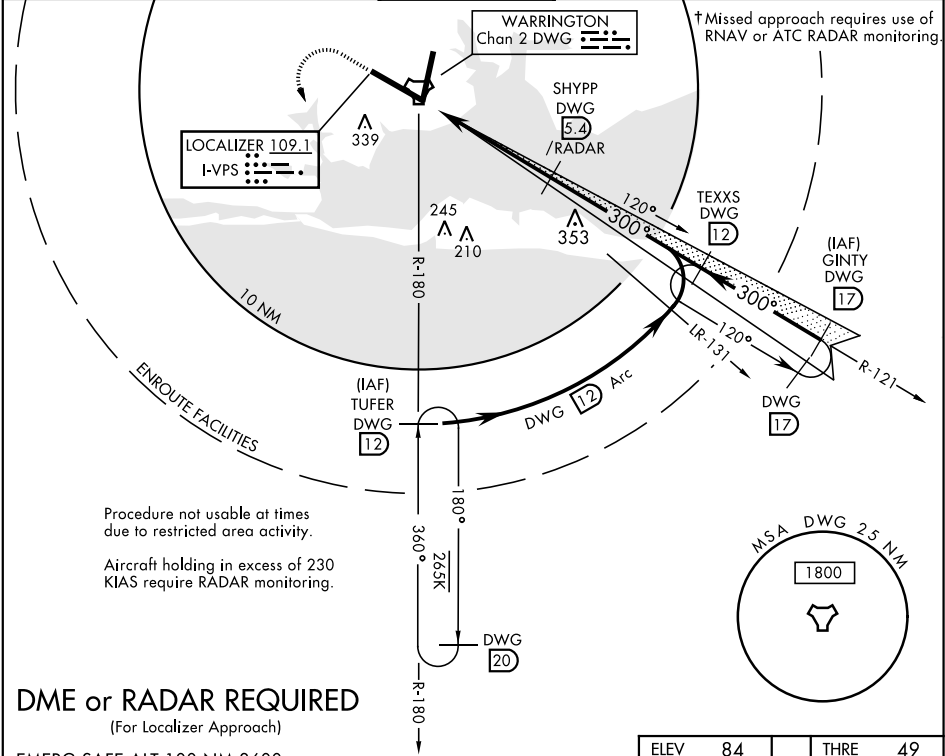 WARRINGTON
Chan 2 DWG
† Missed approach requires use of
RNAV or ATC RADAR monitoring.
SHYPP
DWG
5.4
/RADAR
339
LOCALIZER 109.1
I-VPS
120°
300°
TEXXS
DWG
12
245
210
353
(IAF)
GINTY
DWG
17
R-180
300°
10 NM
120°
LR-131
R-121
ENROUTE FACILITIES
(IAF)
TUFER
DWG
12
DWG 12 Arc
DWG
17
180°
360°
265K
Procedure not usable at times
due to restricted area activity.
Aircraft holding in excess of 230
KIAS require RADAR monitoring.
MSA DWG 25 NM
1800
DWG
20
R-180
DME or RADAR REQUIRED
(For Localizer Approach)
ELEV 84
THRE 49